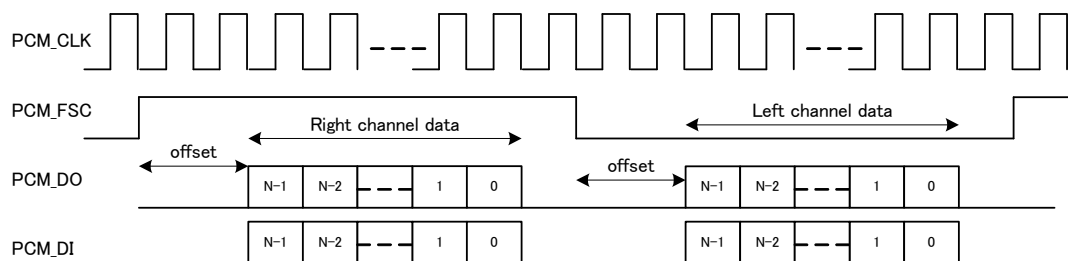 PCM_CLK
PCM_FSC
Right channel data
Left channel data
offset
offset
PCM_DO
N-1 N-2 1 0 N-1 N-2 1 0
PCM_DI
N-1 N-2 1 0 N-1 N-2 1 0